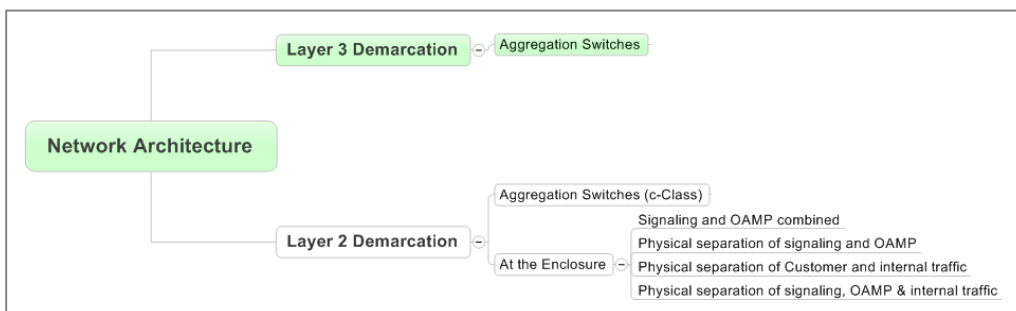 Layer 3 Demarcation
Aggregation Switches
Network Architecture
Aggregation Switches (c-Class)
Layer 2 Demarcation
At the Enclosure
Signaling and OAMP combined
Physical separation of signaling and OAMP
Physical separation of Customer and internal traffic
Physical separation of signaling, OAMP & internal traffic